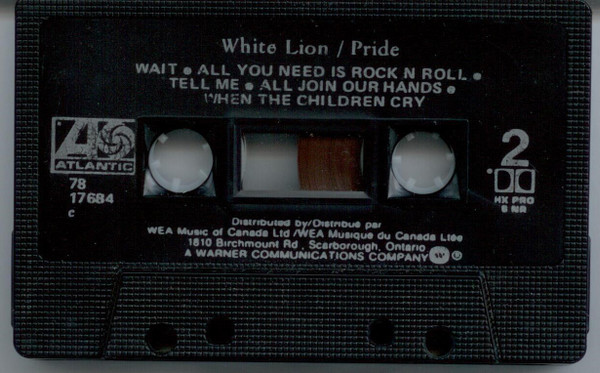 White Lion / Pride
WAIT • ALL YOU NEED IS ROCK N ROLL •
TELL ME • ALL JOIN OUR HANDS •
WHEN THE CHILDREN CRY
ATLANTIC
78
17684
C
2
HX PRO
B NR
Distributed by/Distribué par
WEA Music of Canada Ltd /WEA Musique du Canada Ltée
1810 Birchmount Rd , Scarborough, Ontario
A WARNER COMMUNICATIONS COMPANY W ®